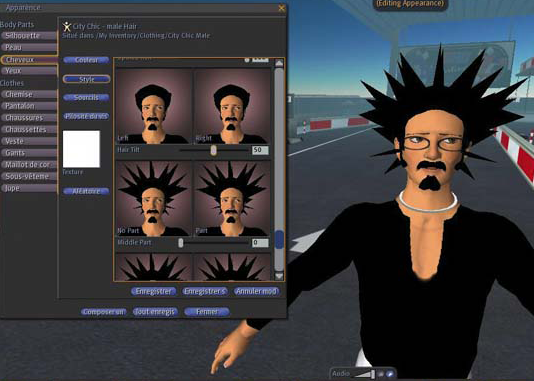 Apparence
(Editing Appearance)
Body Parts
Silhouette
Peau
Cheveux
Yeux
Clothes
Chemise
Pantalon
Chaussures
Chaussettes
Veste
Gants
Maillot de cor
Sous-vêteme
Jupe
City Chic - male Hair
Situé dans /My Inventory/Clothing/City Chic Male
Couleur
Style
Sourcils
Pilosité du vis
Texture
Aléatoire
Left
Right
Hair Tilt
50
No Part
Part
Middle Part
0
Enregistrer
Enregistrer s
Annuler mod
Composer un
Tout enregis
Fermer
Audio